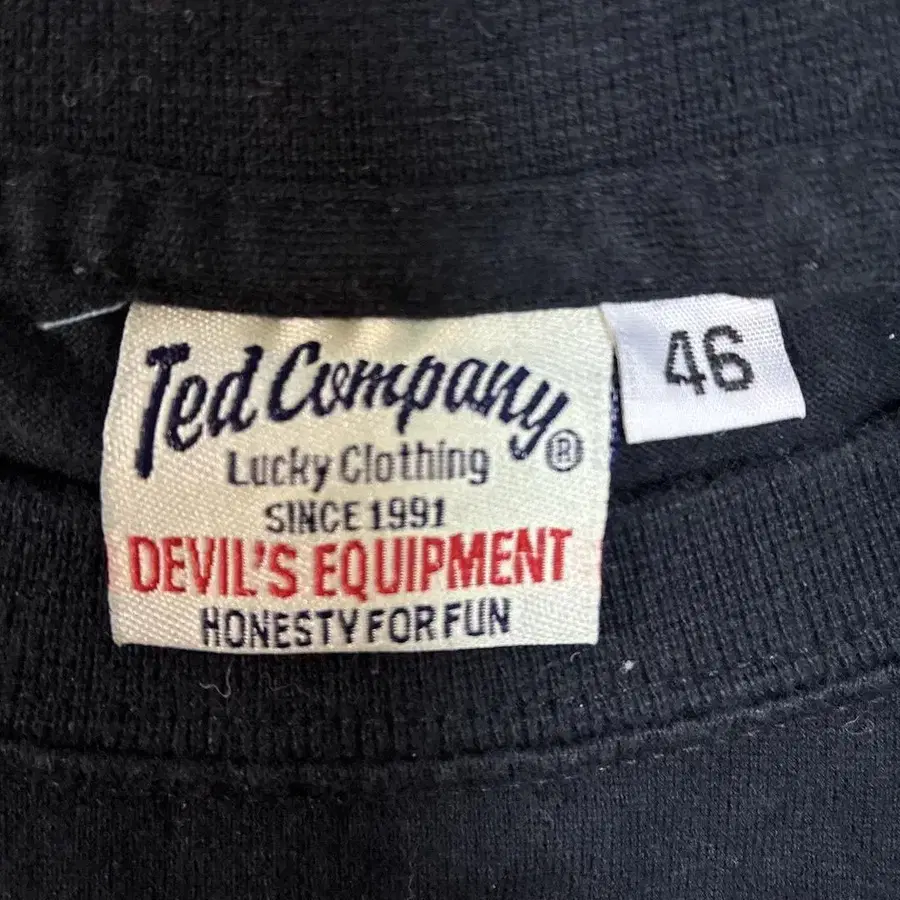 Ted Company®
Lucky Clothing
SINCE 1991
DEVIL'S EQUIPMENT
HONESTY FOR FUN
46